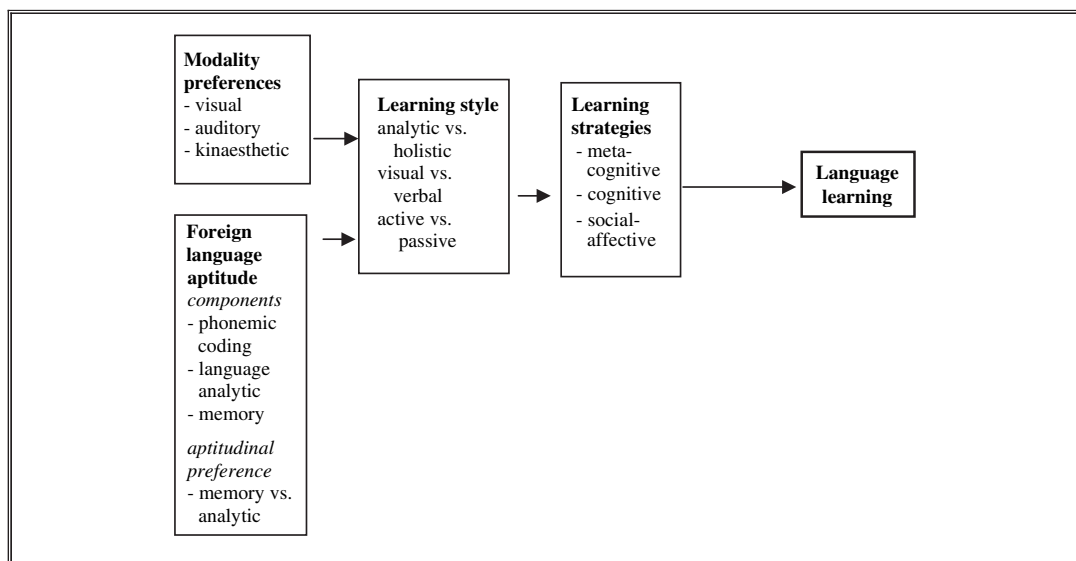 Modality
preferences
- visual
- auditory
- kinaesthetic
Foreign
language
aptitude
components
- phonemic
coding
- language
analytic
- memory
aptitudinal
preference
- memory vs.
analytic
Learning style
analytic vs.
holistic
visual vs.
verbal
active vs.
passive
Learning
strategies
- meta-
cognitive
- cognitive
- social-
affective
Language
learning